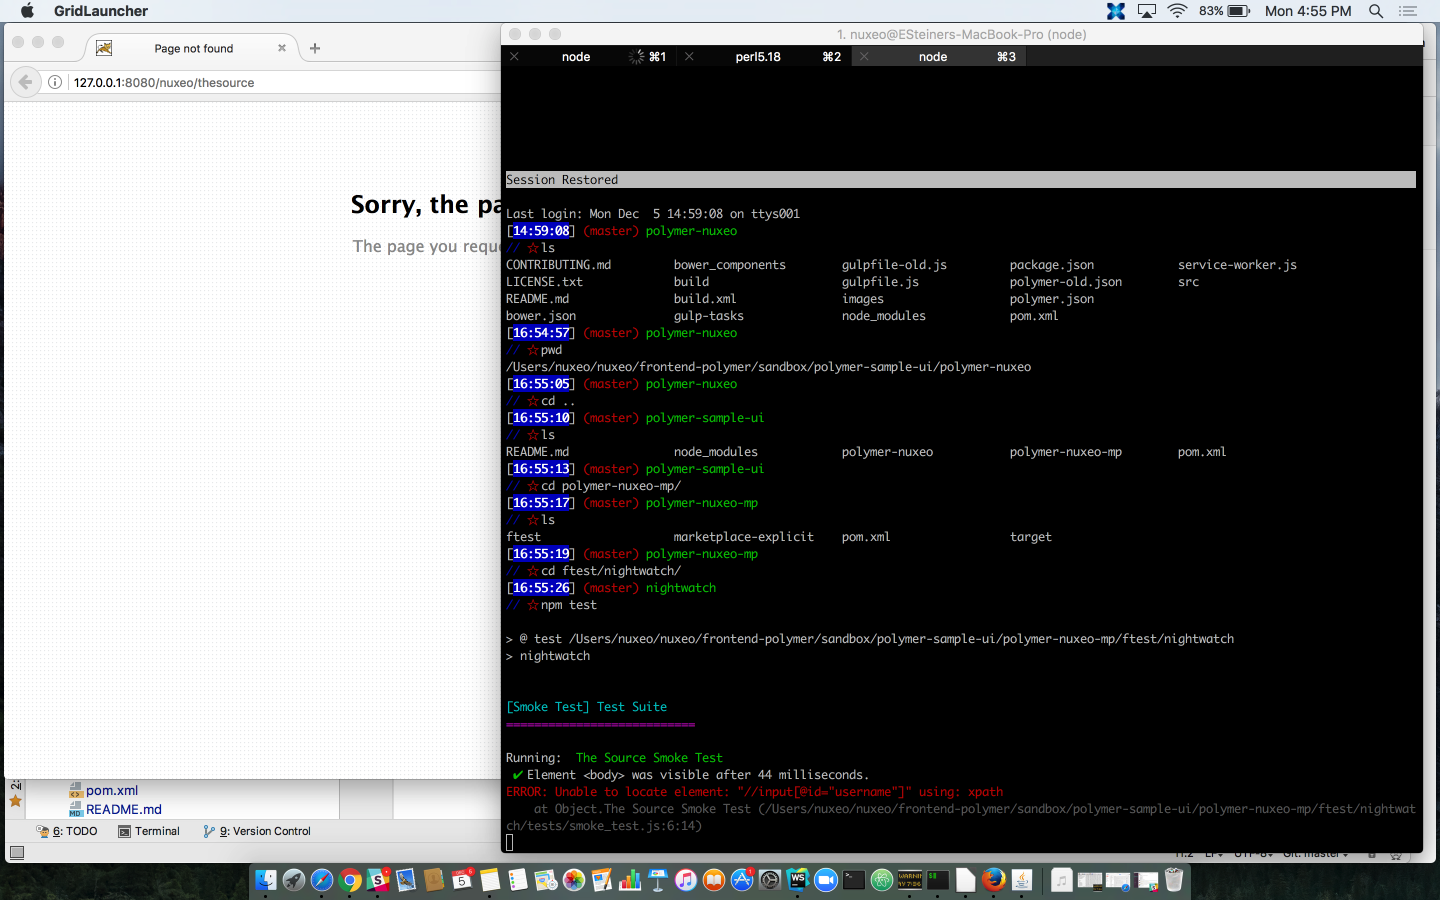 GridLauncher
83%
Mon 4:55 PM
Page not found
127.0.0.1:8080/nuxeo/thesource
Sorry, the pa
The page you reque
1. nuxeo@ESteiners-MacBook-Pro (node)
node ⌘1 perl5.18 ⌘2 node ⌘3
Session Restored
Last login: Mon Dec  5 14:59:08 on ttys001
[14:59:08] (master) polymer-nuxeo
// ☆ls
CONTRIBUTING.md bower_components gulpfile-old.js package.json service-worker.js
LICENSE.txt build gulpfile.js polymer-old.json src
README.md build.xml images polymer.json
bower.json gulp-tasks node_modules pom.xml
[16:54:57] (master) polymer-nuxeo
// ☆pwd
/Users/nuxeo/nuxeo/frontend-polymer/sandbox/polymer-sample-ui/polymer-nuxeo
[16:55:05] (master) polymer-nuxeo
// ☆cd ..
[16:55:10] (master) polymer-sample-ui
// ☆ls
README.md node_modules polymer-nuxeo polymer-nuxeo-mp pom.xml
[16:55:13] (master) polymer-sample-ui
// ☆cd polymer-nuxeo-mp/
[16:55:17] (master) polymer-nuxeo-mp
// ☆ls
ftest marketplace-explicit pom.xml target
[16:55:19] (master) polymer-nuxeo-mp
// ☆cd ftest/nightwatch/
[16:55:26] (master) nightwatch
// ☆npm test
> @ test /Users/nuxeo/nuxeo/frontend-polymer/sandbox/polymer-sample-ui/polymer-nuxeo-mp/ftest/nightwatch
> nightwatch
[Smoke Test] Test Suite
===========================
Running:  The Source Smoke Test
✔ Element <body> was visible after 44 milliseconds.
ERROR: Unable to locate element: "//input[@id="username"]" using: xpath
at Object.The Source Smoke Test (/Users/nuxeo/nuxeo/frontend-polymer/sandbox/polymer-sample-ui/polymer-nuxeo-mp/ftest/nightwat
ch/tests/smoke_test.js:6:14)
pom.xml
README.md
6: TODO Terminal 9: Version Control